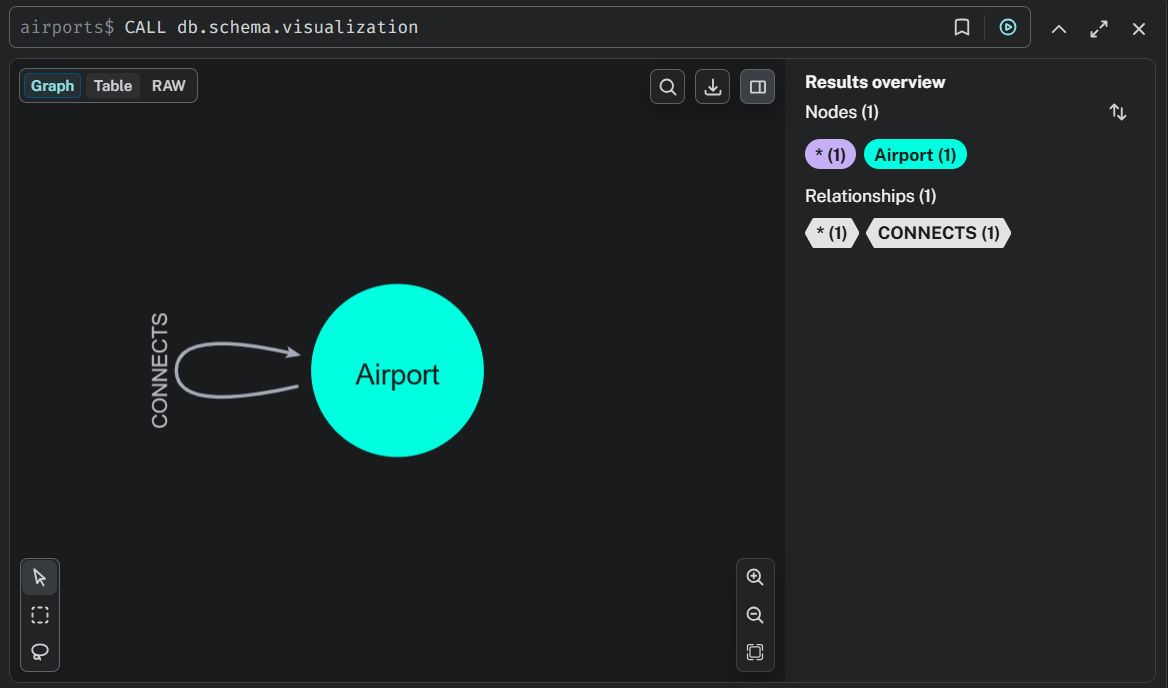 airports$ CALL db.schema.visualization
Graph Table RAW
Results overview
Nodes (1)
* (1) Airport (1)
Relationships (1)
* (1) CONNECTS (1)
CONNECTS
Airport